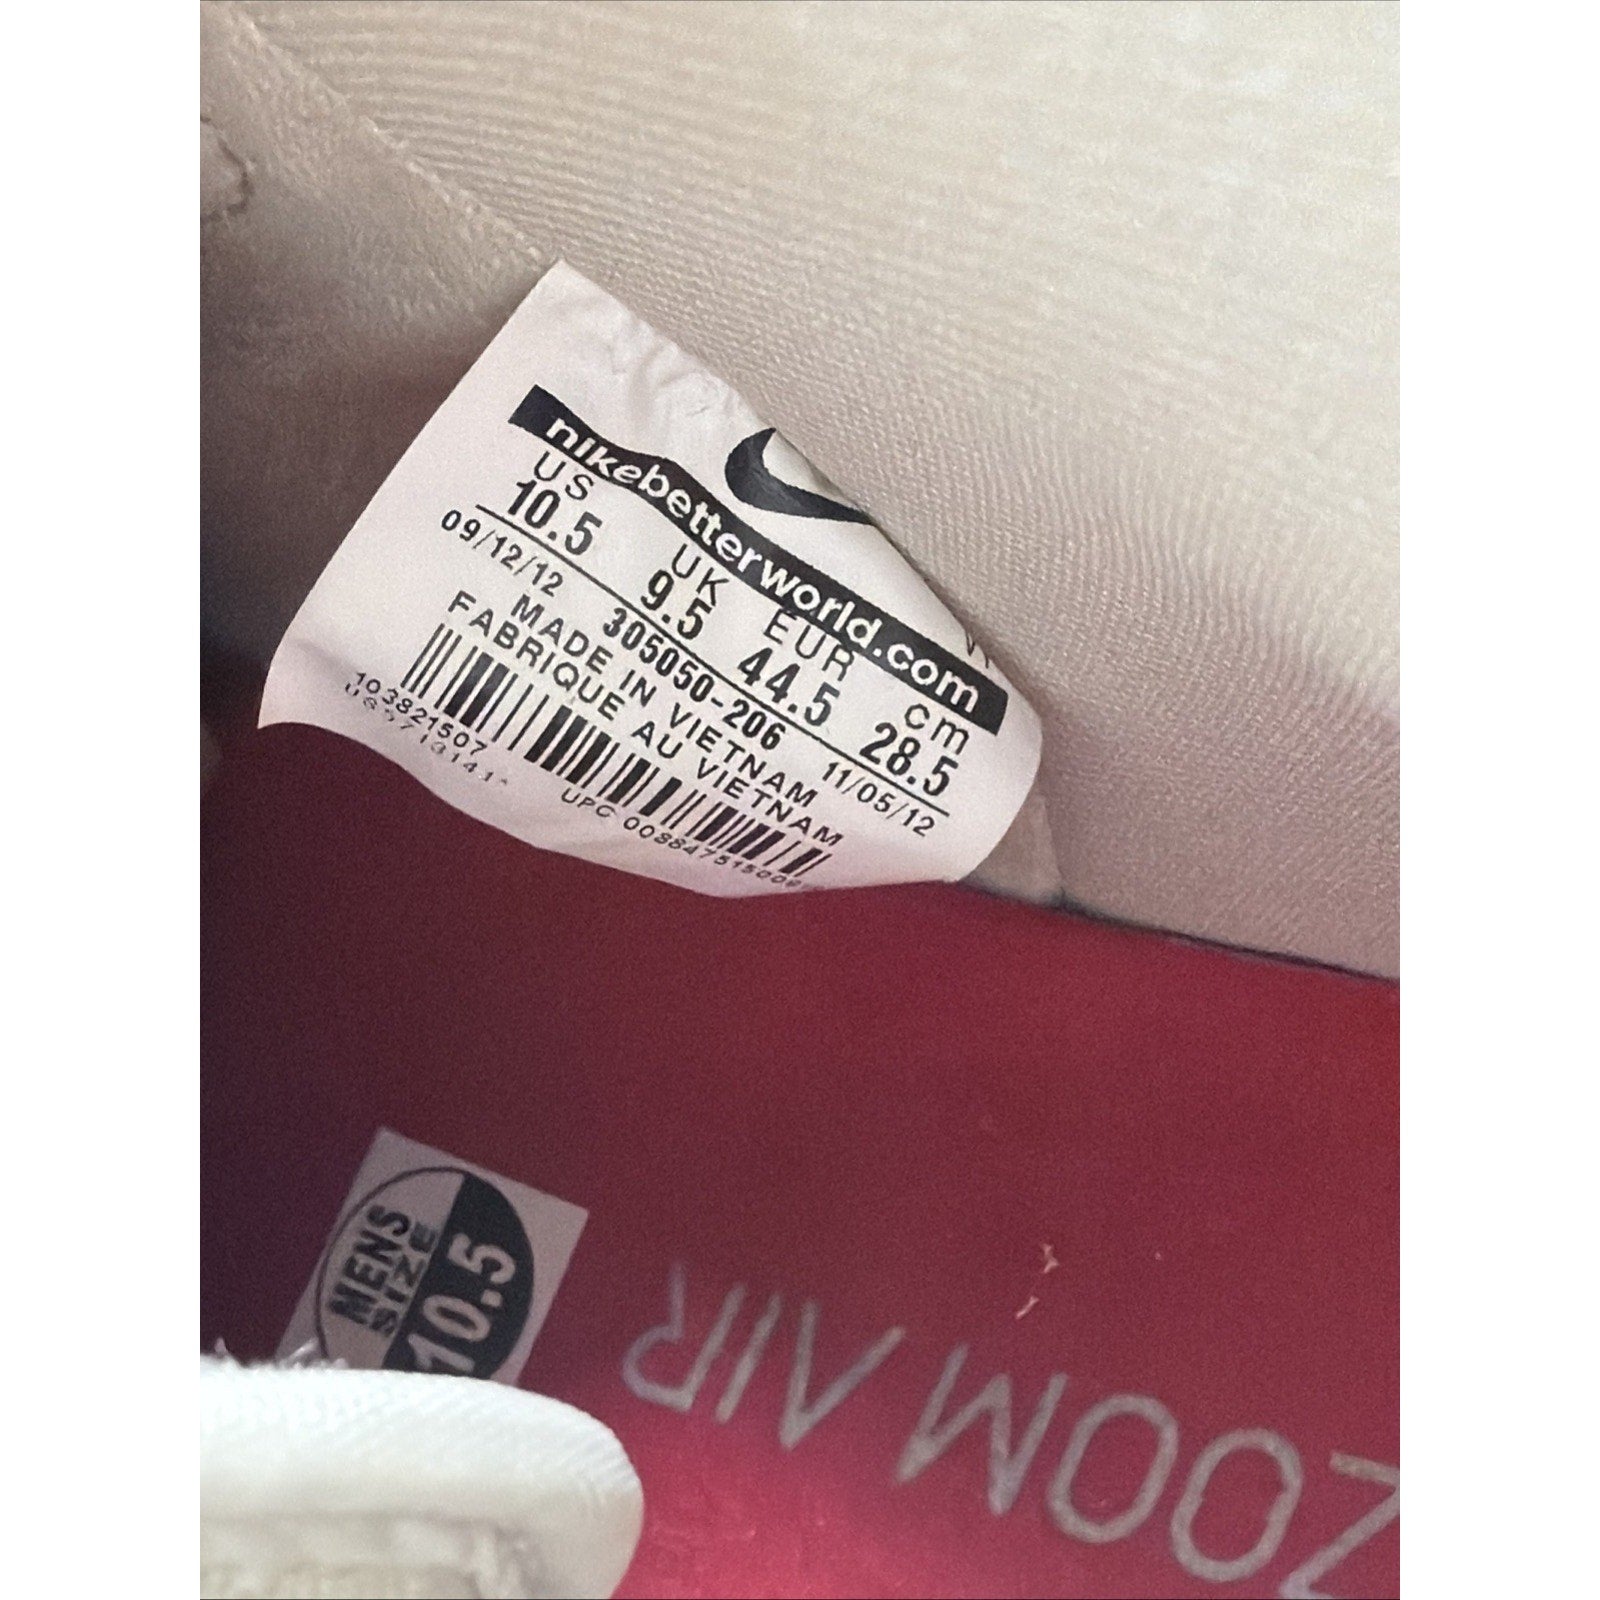 nikebetterworld.com
US UK EUR cm
10.5 9.5 44.5 28.5
09/12/12 305050-206 11/05/12
MADE IN VIETNAM
FABRIQUE AU VIETNAM
103821507
UPC
MENS
SIZE
10.5
ZOOM AIR